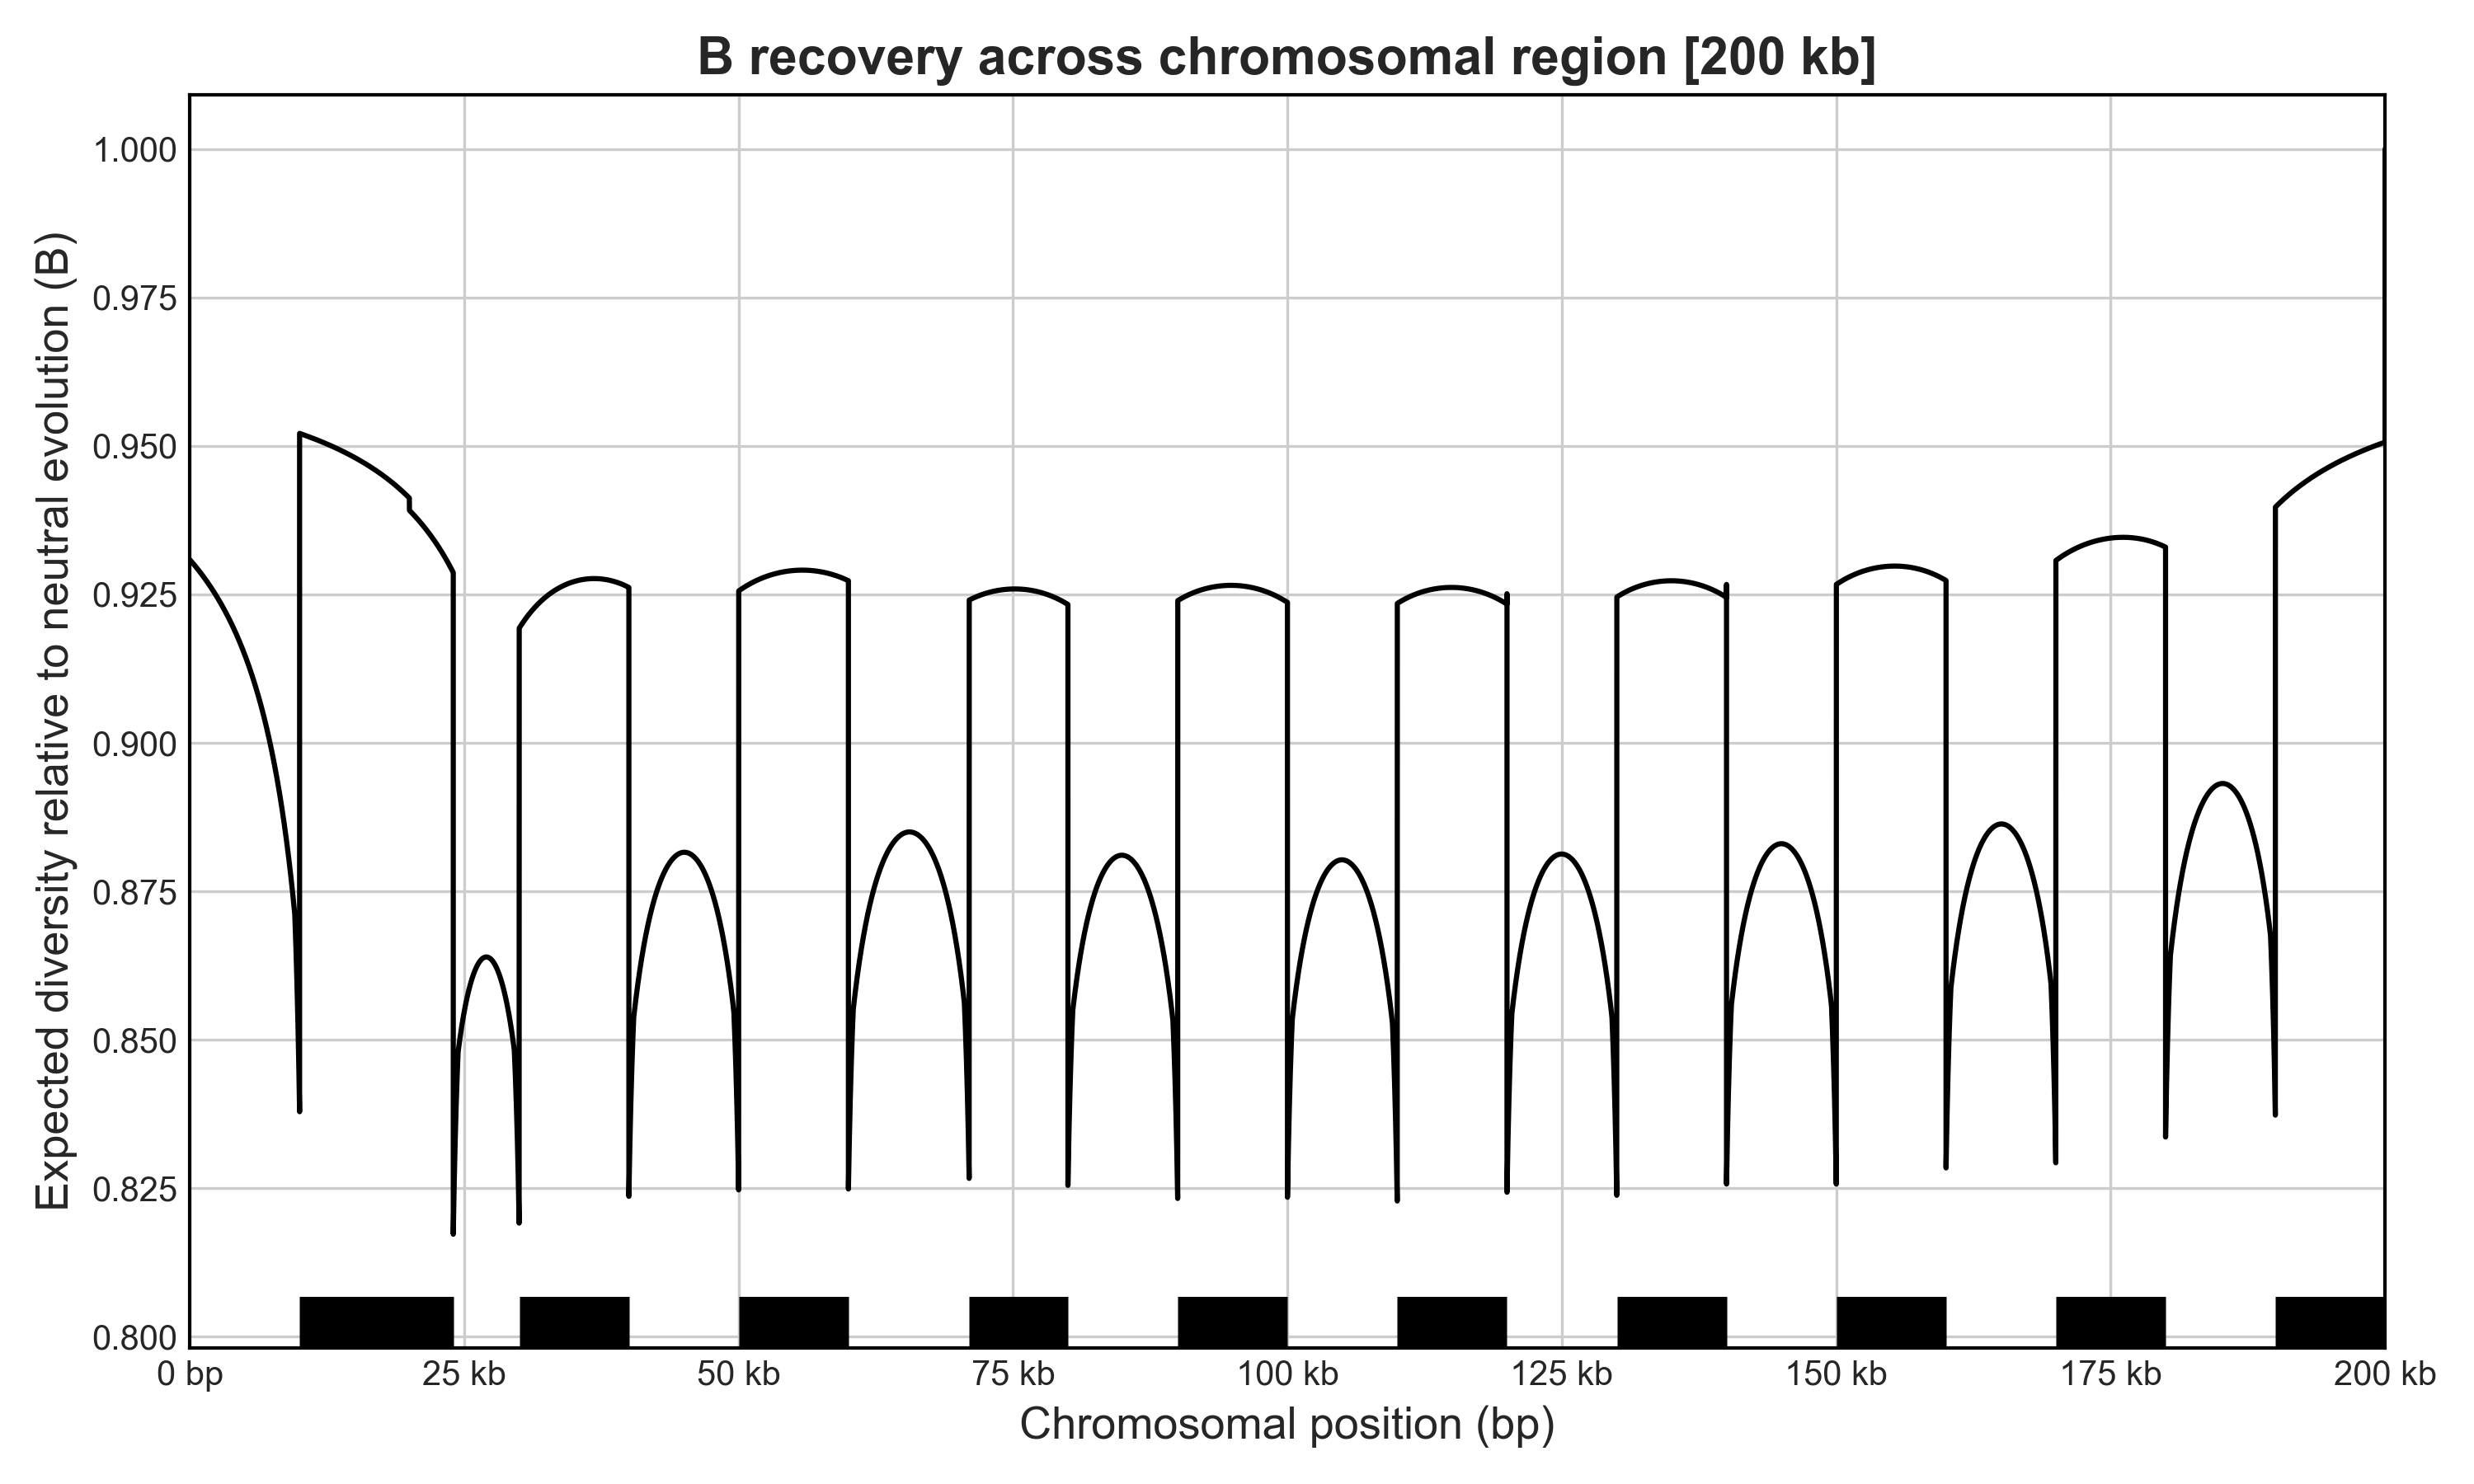 B recovery across chromosomal region [200 kb]
Expected diversity relative to neutral evolution (B)
1.000
0.975
0.950
0.925
0.900
0.875
0.850
0.825
0.800
0 bp 25 kb 50 kb 75 kb 100 kb 125 kb 150 kb 175 kb 200 kb
Chromosomal position (bp)